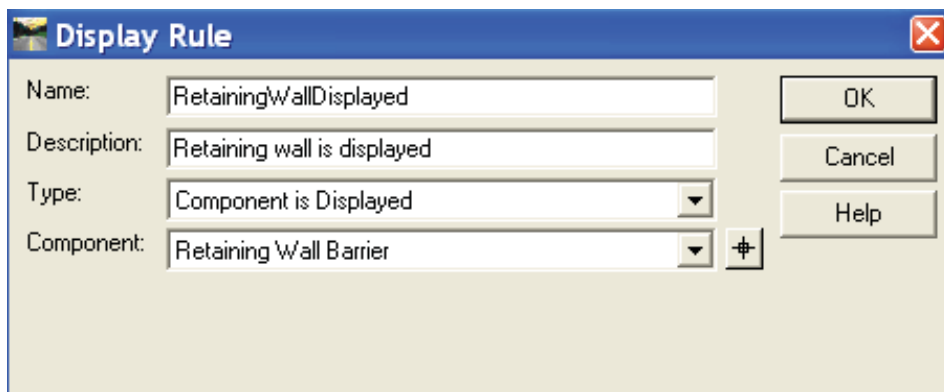 Display Rule
Name: RetainingWallDisplayed OK
Description: Retaining wall is displayed Cancel
Type: Component is Displayed Help
Component: Retaining Wall Barrier